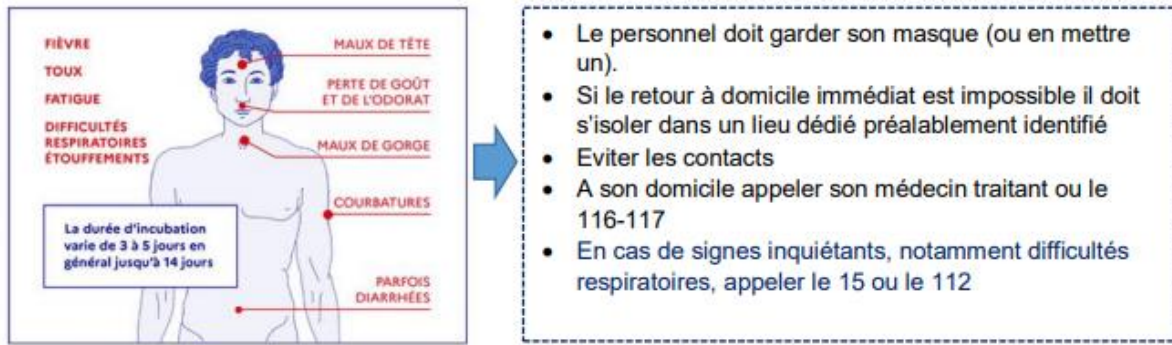 FIÈVRE
TOUX
FATIGUE
DIFFICULTÉS
RESPIRATOIRES
ÉTOUFFEMENTS
MAUX DE TÊTE
PERTE DE GOÛT
ET DE L'ODORAT
MAUX DE GORGE
COURBATURES
PARFOIS
DIARRHÉES
La durée d'incubation
varie de 3 à 5 jours en
général jusqu'à 14 jours
• Le personnel doit garder son masque (ou en mettre
un).
• Si le retour à domicile immédiat est impossible il doit
s'isoler dans un lieu dédié préalablement identifié
• Eviter les contacts
• A son domicile appeler son médecin traitant ou le
116-117
• En cas de signes inquiétants, notamment difficultés
respiratoires, appeler le 15 ou le 112